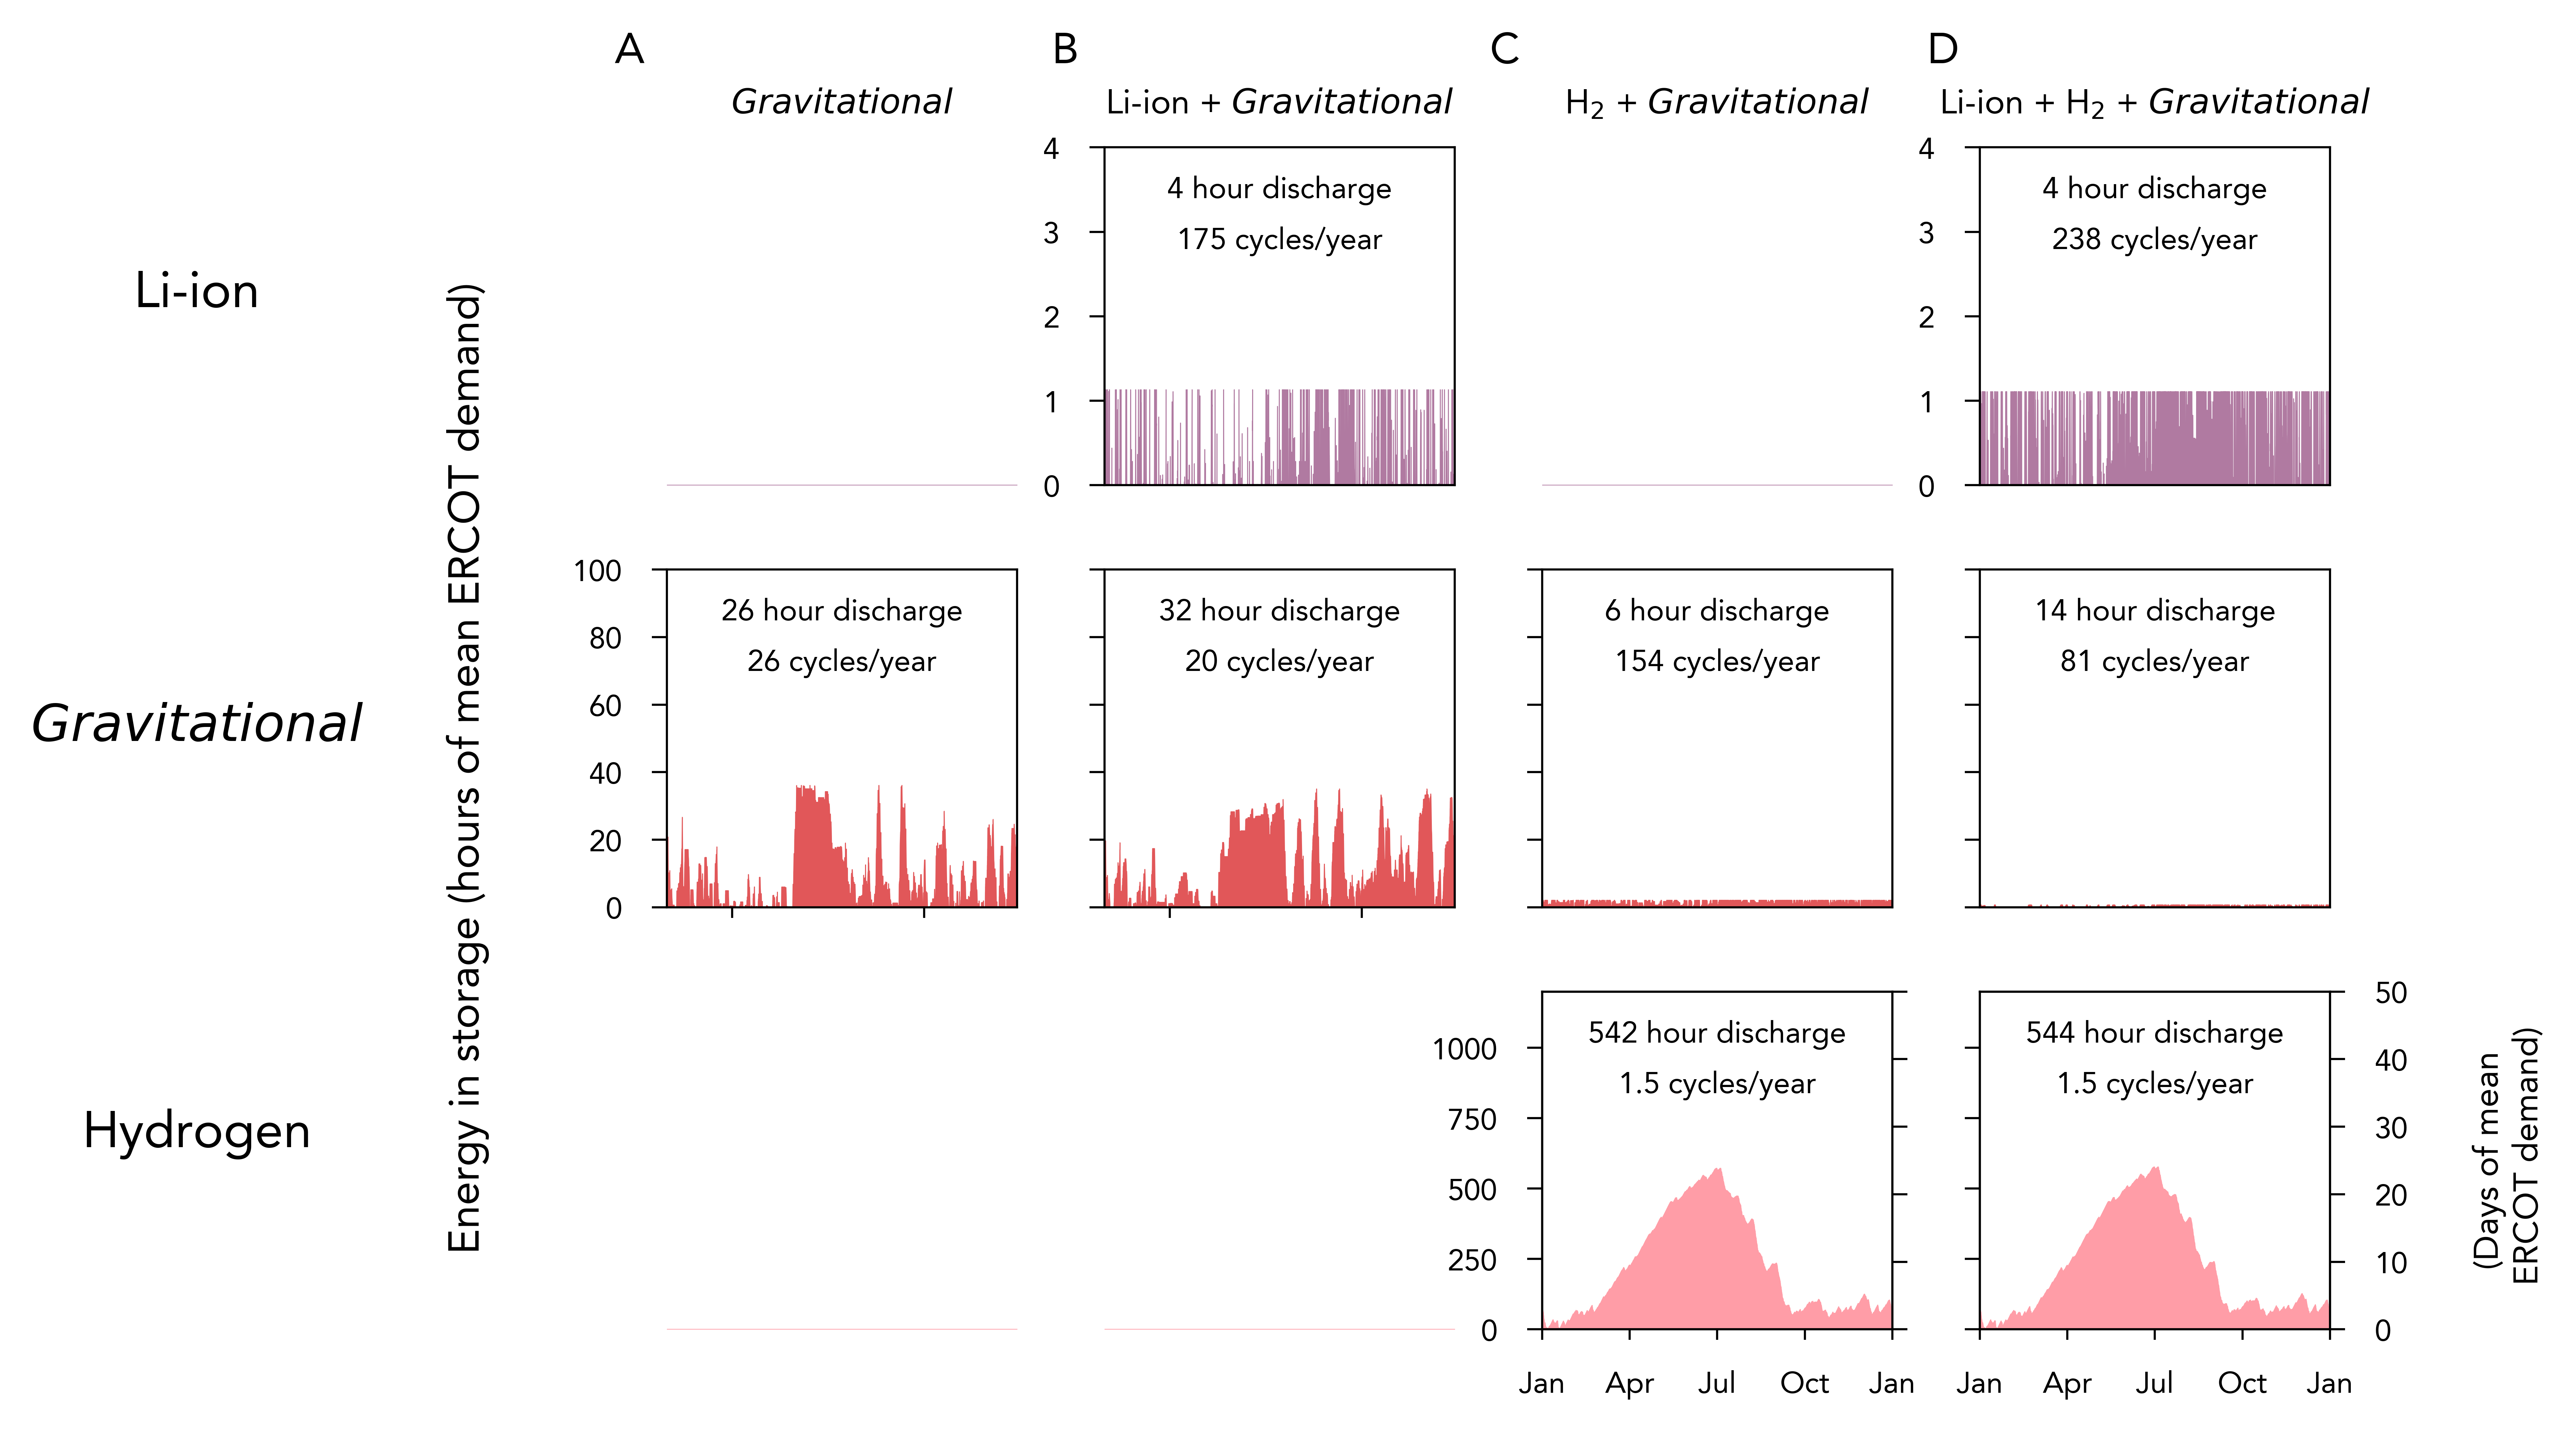 A
B
C
D
Gravitational
Li-ion + Gravitational
H₂ + Gravitational
Li-ion + H₂ + Gravitational
Li-ion
Gravitational
Hydrogen
Energy in storage (hours of mean ERCOT demand)
4
3
2
1
0
4 hour discharge
175 cycles/year
4
3
2
1
0
4 hour discharge
238 cycles/year
100
80
60
40
20
0
26 hour discharge
26 cycles/year
32 hour discharge
20 cycles/year
6 hour discharge
154 cycles/year
14 hour discharge
81 cycles/year
1000
750
500
250
0
542 hour discharge
1.5 cycles/year
544 hour discharge
1.5 cycles/year
50
40
30
20
10
0
(Days of mean
ERCOT demand)
Jan Apr Jul Oct Jan
Jan Apr Jul Oct Jan